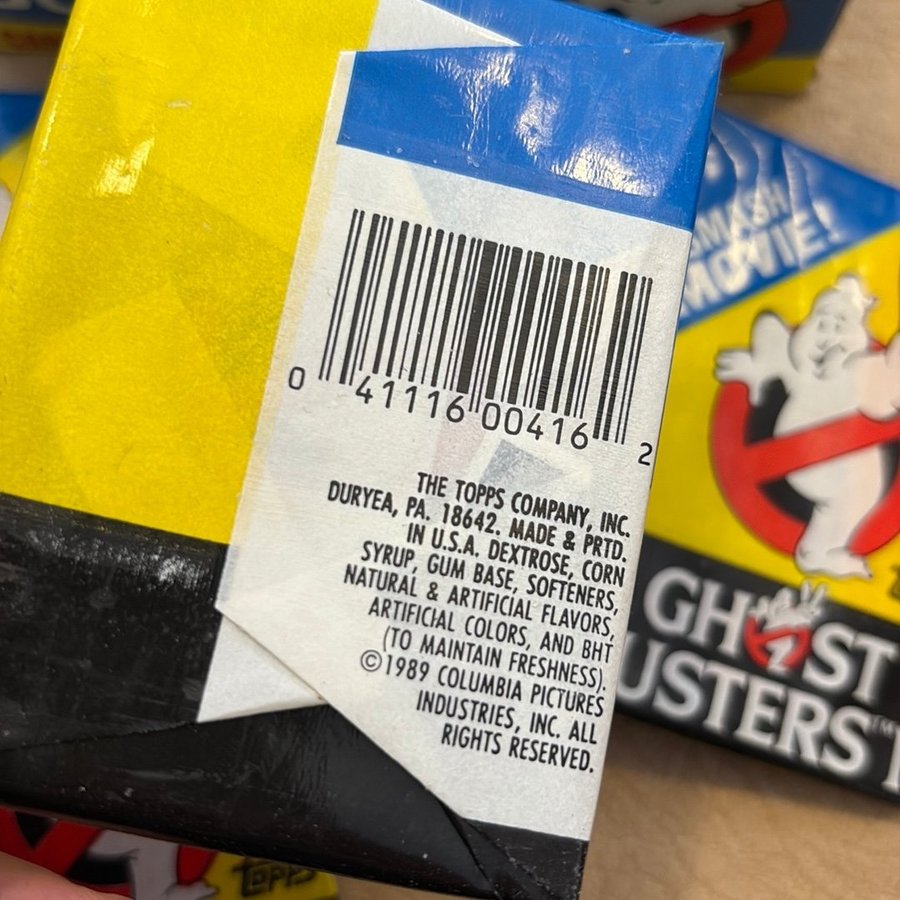 0 41116 00416 2
THE TOPPS COMPANY, INC.
DURYEA, PA. 18642. MADE & PRTD.
IN U.S.A. DEXTROSE, CORN
SYRUP, GUM BASE, SOFTENERS,
NATURAL & ARTIFICIAL FLAVORS,
ARTIFICIAL COLORS, AND BHT
(TO MAINTAIN FRESHNESS).
©1989 COLUMBIA PICTURES
INDUSTRIES, INC. ALL
RIGHTS RESERVED.
SMASH
MOVIE!
GHOST
BUSTERS™ I
TOPPS